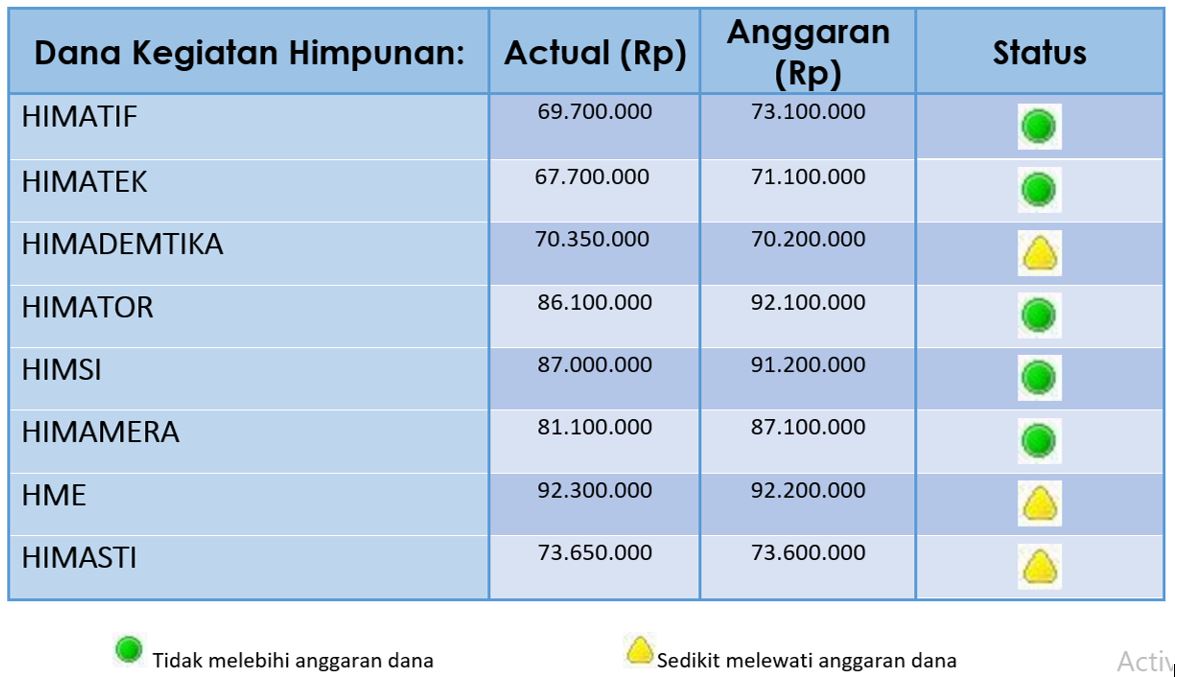 Dana Kegiatan Himpunan: Actual (Rp) Anggaran (Rp) Status
HIMATIF 69.700.000 73.100.000
HIMATEK 67.700.000 71.100.000
HIMADEMTIKA 70.350.000 70.200.000
HIMATOR 86.100.000 92.100.000
HIMSI 87.000.000 91.200.000
HIMAMERA 81.100.000 87.100.000
HME 92.300.000 92.200.000
HIMASTI 73.650.000 73.600.000
Tidak melebihi anggaran dana Sedikit melewati anggaran dana